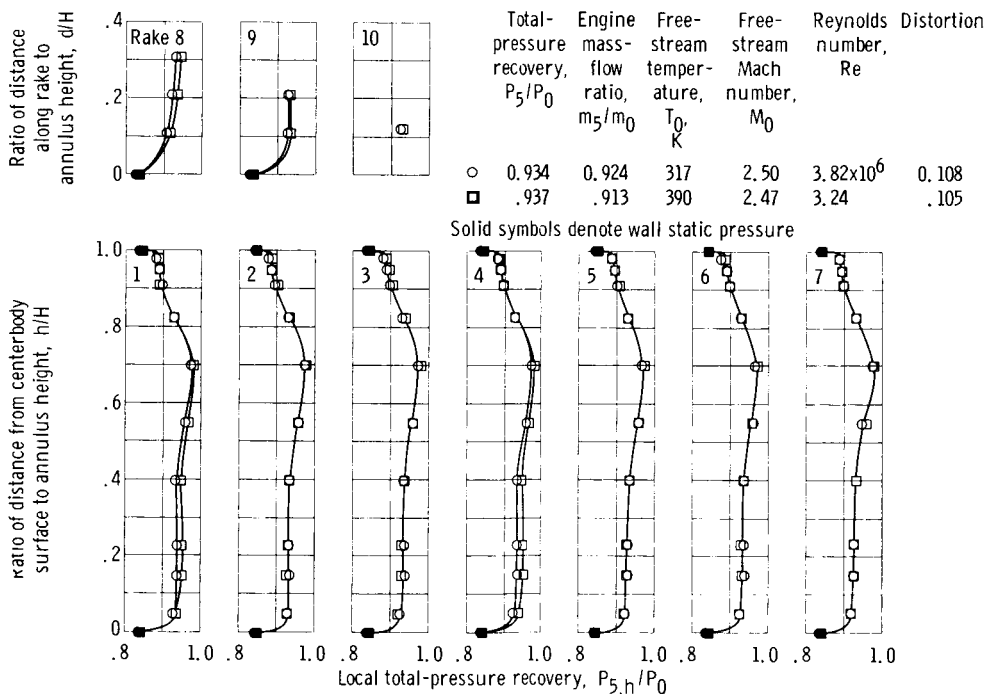 Ratio of distance
along rake to
annulus height, d/H
.4
.2
0
Rake 8
9
10
Total-
pressure
recovery,
P5/P0
Engine
mass-
flow
ratio,
m5/m0
Free-
stream
temper-
ature,
T0,
K
Free-
stream
Mach
number,
M0
Reynolds
number,
Re
Distortion
○ 0.934 0.924 317 2.50 3.82x10^6 0.108
□ .937 .913 390 2.47 3.24 .105
Solid symbols denote wall static pressure
Ratio of distance from centerbody
surface to annulus height, h/H
1.0
.8
.6
.4
.2
0
1
2
3
4
5
6
7
.8 1.0 .8 1.0 .8 1.0 .8 1.0 .8 1.0 .8 1.0 .8 1.0
Local total-pressure recovery, P5,h/P0